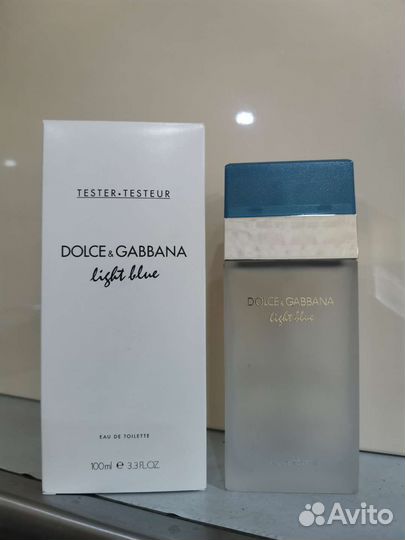 TESTER•TESTEUR
DOLCE&GABBANA
light blue
EAU DE TOILETTE
100ml e 3.3 FL.OZ.
DOLCE&GABBANA
light blue
Avito